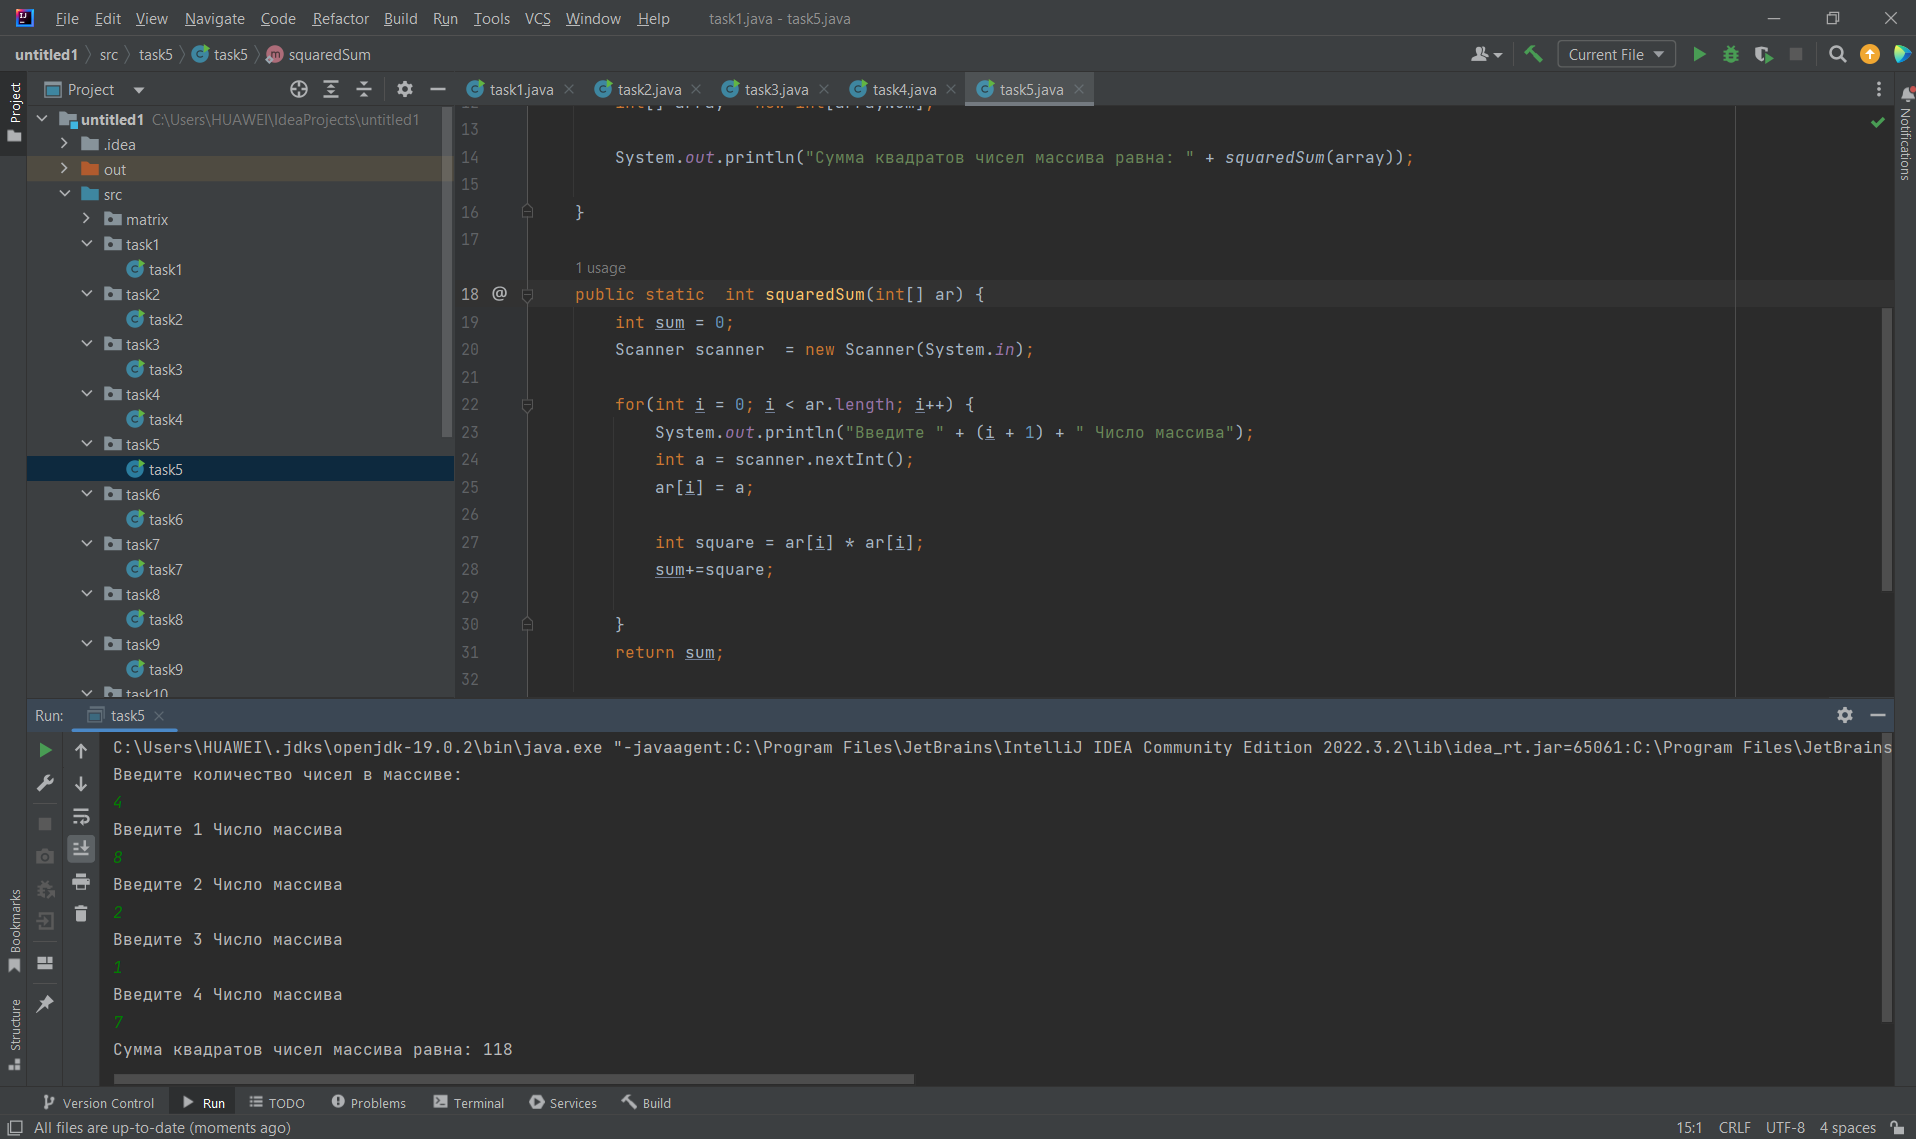 File Edit View Navigate Code Refactor Build Run Tools VCS Window Help task1.java - task5.java
untitled1 src task5 task5 squaredSum Current File
Project
Project
task1.java task2.java task3.java task4.java task5.java
Notifications
untitled1 C:\Users\HUAWEI\IdeaProjects\untitled1
.idea
out
src
matrix
task1
task1
task2
task2
task3
task3
task4
task4
task5
task5
task6
task6
task7
task7
task8
task8
task9
task9
task10
12 int[] array = new int[arrayNum];
13
14 System.out.println("Сумма квадратов чисел массива равна: " + squaredSum(array));
15
16 }
17
1 usage
18 @ public static  int squaredSum(int[] ar) {
19 int sum = 0;
20 Scanner scanner  = new Scanner(System.in);
21
22 for(int i = 0; i < ar.length; i++) {
23 System.out.println("Введите " + (i + 1) + " Число массива");
24 int a = scanner.nextInt();
25 ar[i] = a;
26
27 int square = ar[i] * ar[i];
28 sum+=square;
29
30 }
31 return sum;
32
Run: task5
C:\Users\HUAWEI\.jdks\openjdk-19.0.2\bin\java.exe "-javaagent:C:\Program Files\JetBrains\IntelliJ IDEA Community Edition 2022.3.2\lib\idea_rt.jar=65061:C:\Program Files\JetBrains
Введите количество чисел в массиве:
4
Введите 1 Число массива
8
Введите 2 Число массива
2
Введите 3 Число массива
1
Введите 4 Число массива
7
Сумма квадратов чисел массива равна: 118
Bookmarks
Structure
Version Control Run TODO Problems Terminal Services Build
All files are up-to-date (moments ago) 15:1 CRLF UTF-8 4 spaces